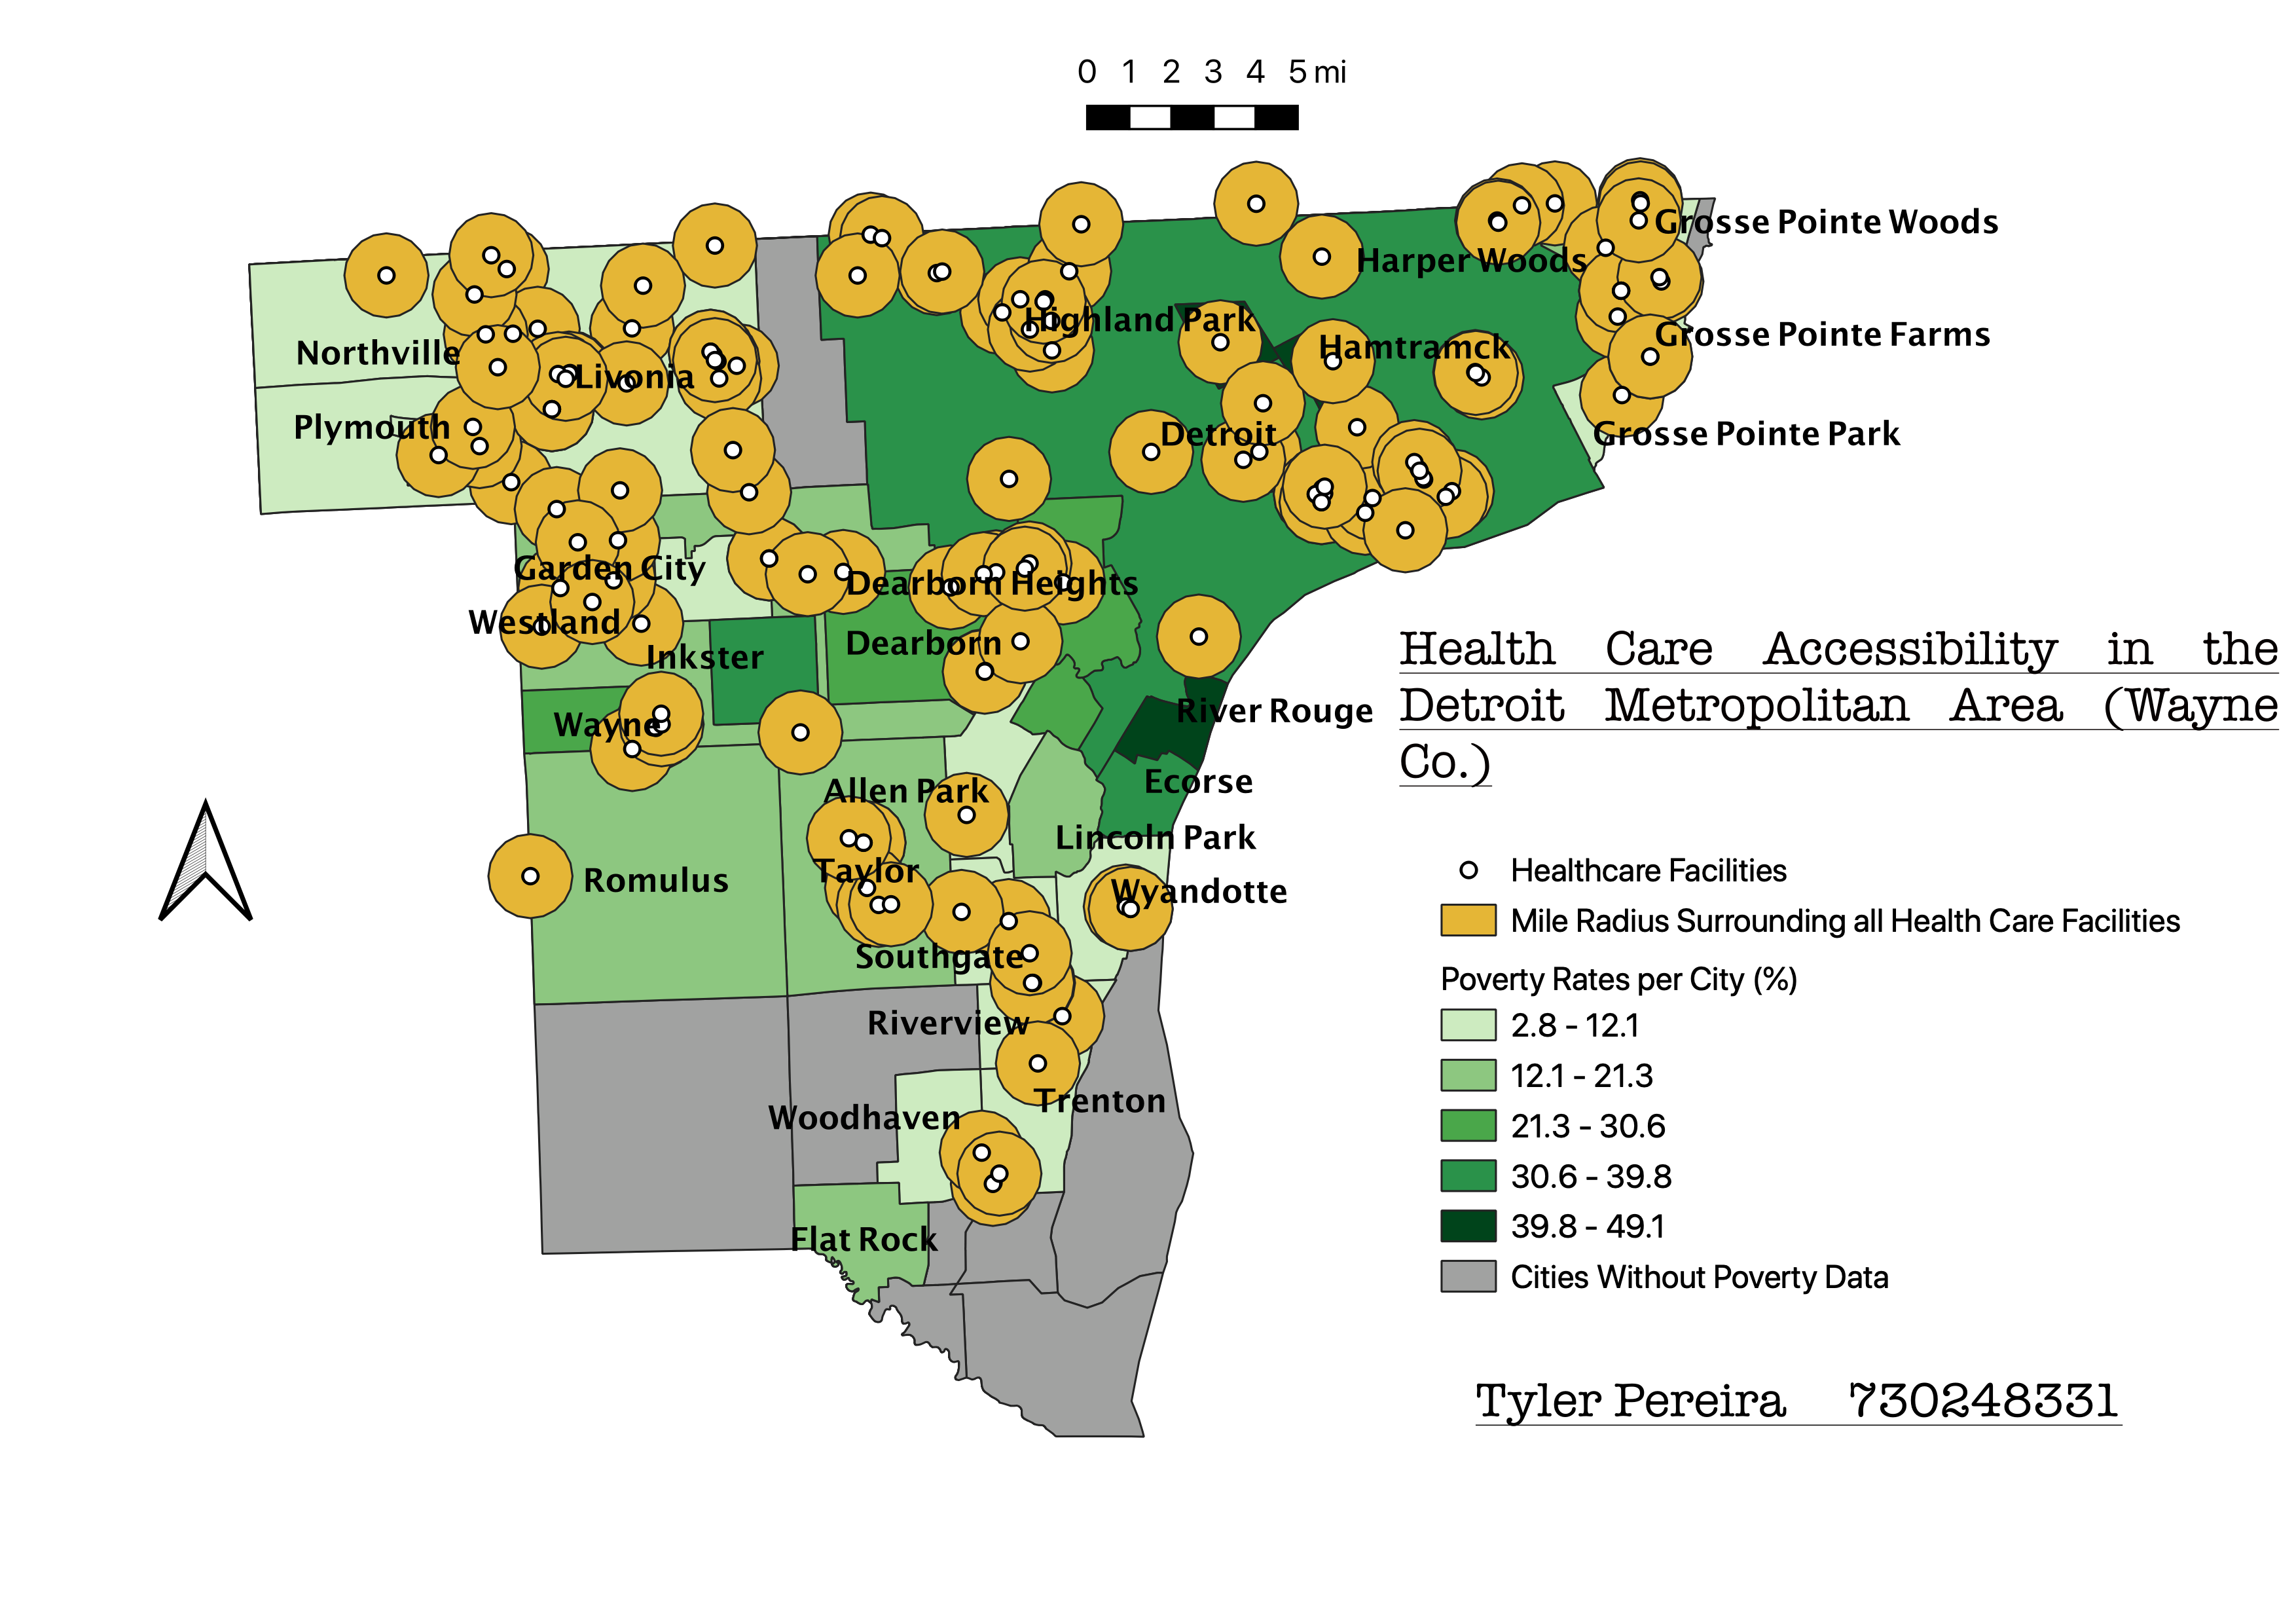 0 1 2 3 4 5 mi
Grosse Pointe Woods
Harper Woods
Highland Park
Grosse Pointe Farms
Hamtramck
Northville
Livonia
Plymouth
Detroit
Grosse Pointe Park
Garden City
Dearborn Heights
Westland
Dearborn
Inkster
Health Care Accessibility in the
Detroit Metropolitan Area (Wayne
Co.)
River Rouge
Wayne
Ecorse
Allen Park
Lincoln Park
Taylor
Romulus
Wyandotte
Southgate
Riverview
Trenton
Woodhaven
Flat Rock
Healthcare Facilities
Mile Radius Surrounding all Health Care Facilities
Poverty Rates per City (%)
2.8 - 12.1
12.1 - 21.3
21.3 - 30.6
30.6 - 39.8
39.8 - 49.1
Cities Without Poverty Data
Tyler Pereira 730248331